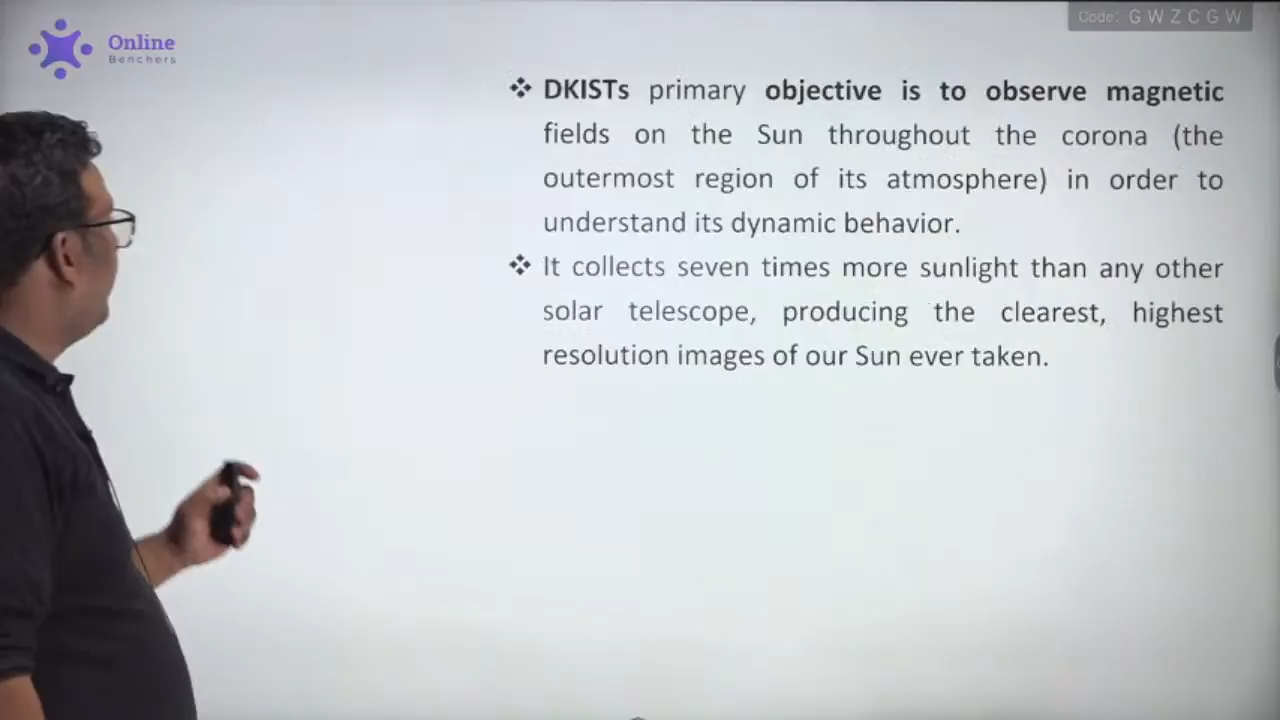 Online
Benchers
Code: G W Z C G W
❖ DKISTs primary objective is to observe magnetic
fields on the Sun throughout the corona (the
outermost region of its atmosphere) in order to
understand its dynamic behavior.
❖ It collects seven times more sunlight than any other
solar telescope, producing the clearest, highest
resolution images of our Sun ever taken.